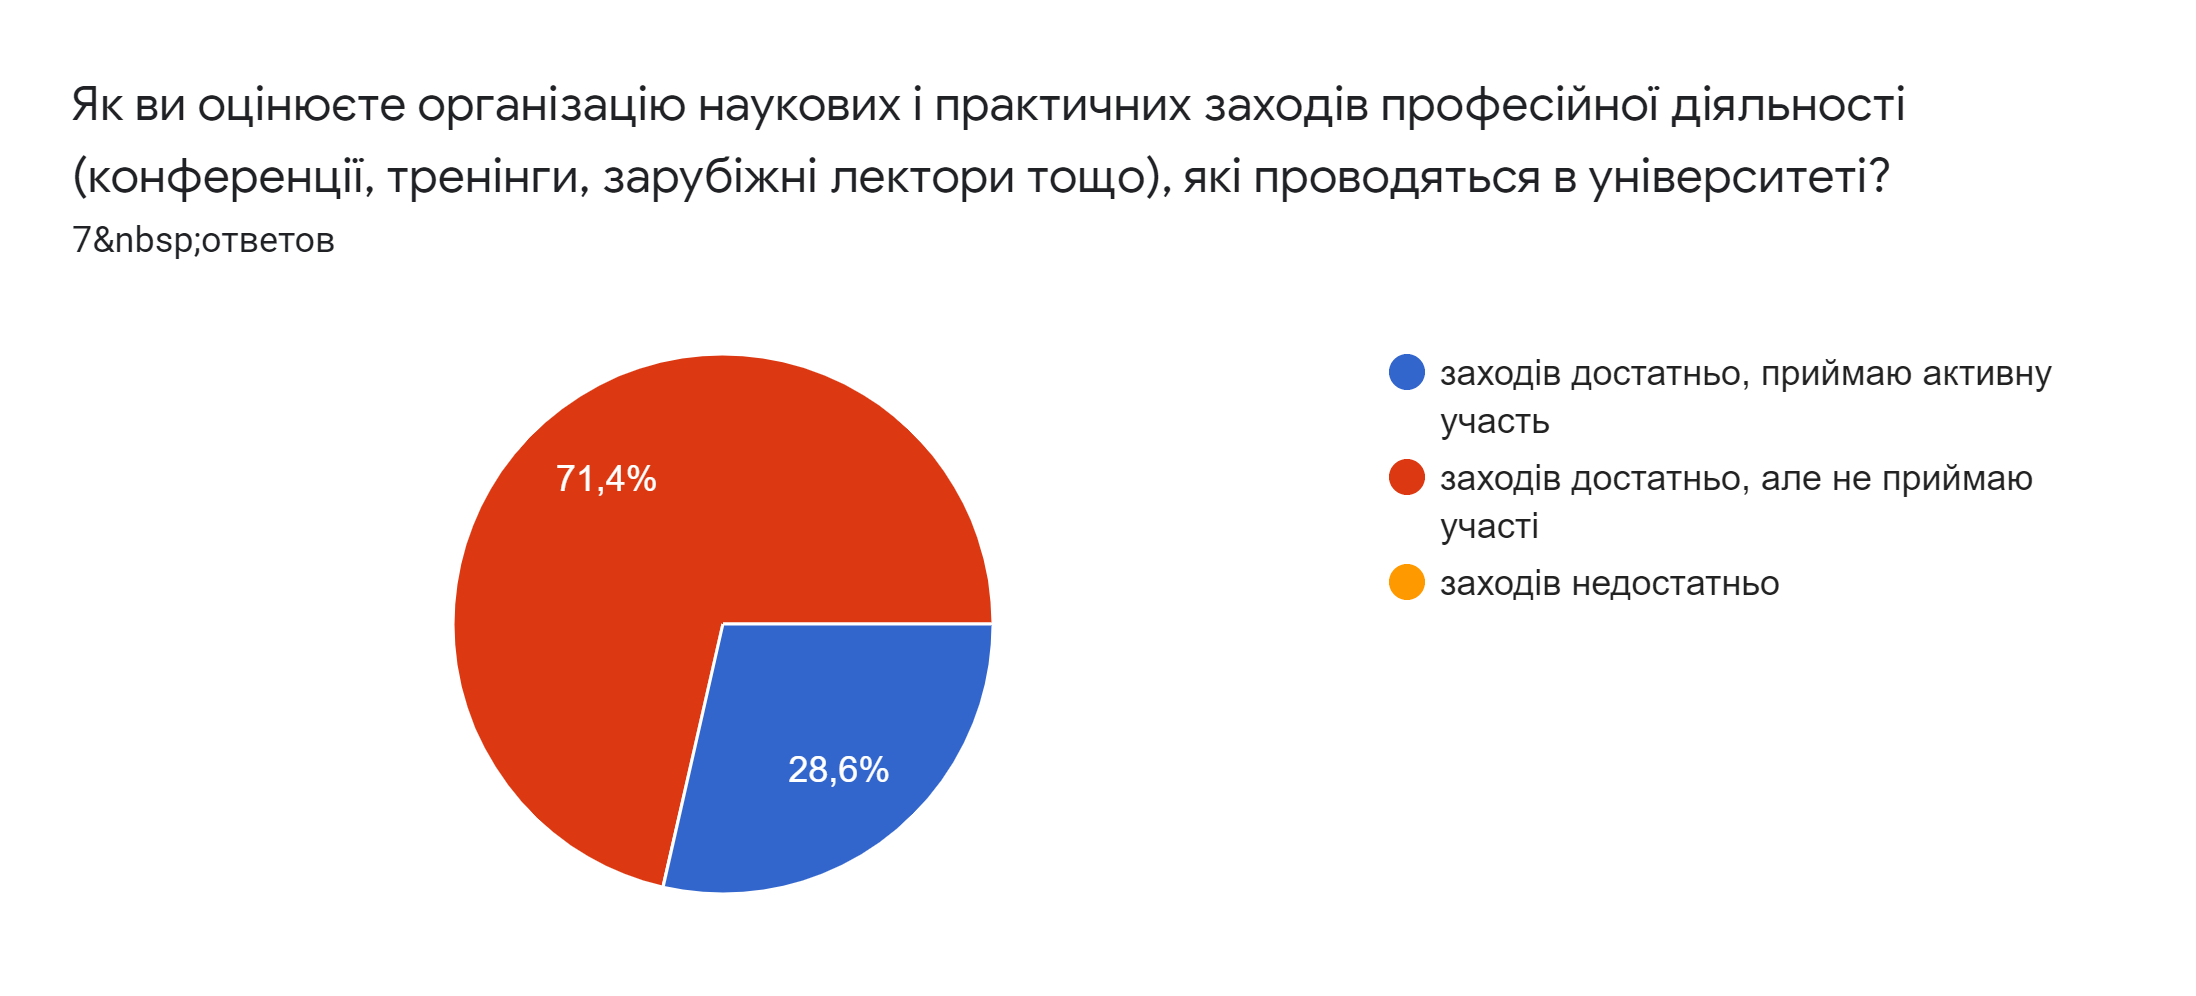 Як ви оцінюєте організацію наукових і практичних заходів професійної діяльності
(конференції, тренінги, зарубіжні лектори тощо), які проводяться в університеті?
7&nbsp;ответов
заходів достатньо, приймаю активну
участь
заходів достатньо, але не приймаю
участі
заходів недостатньо
71,4%
28,6%